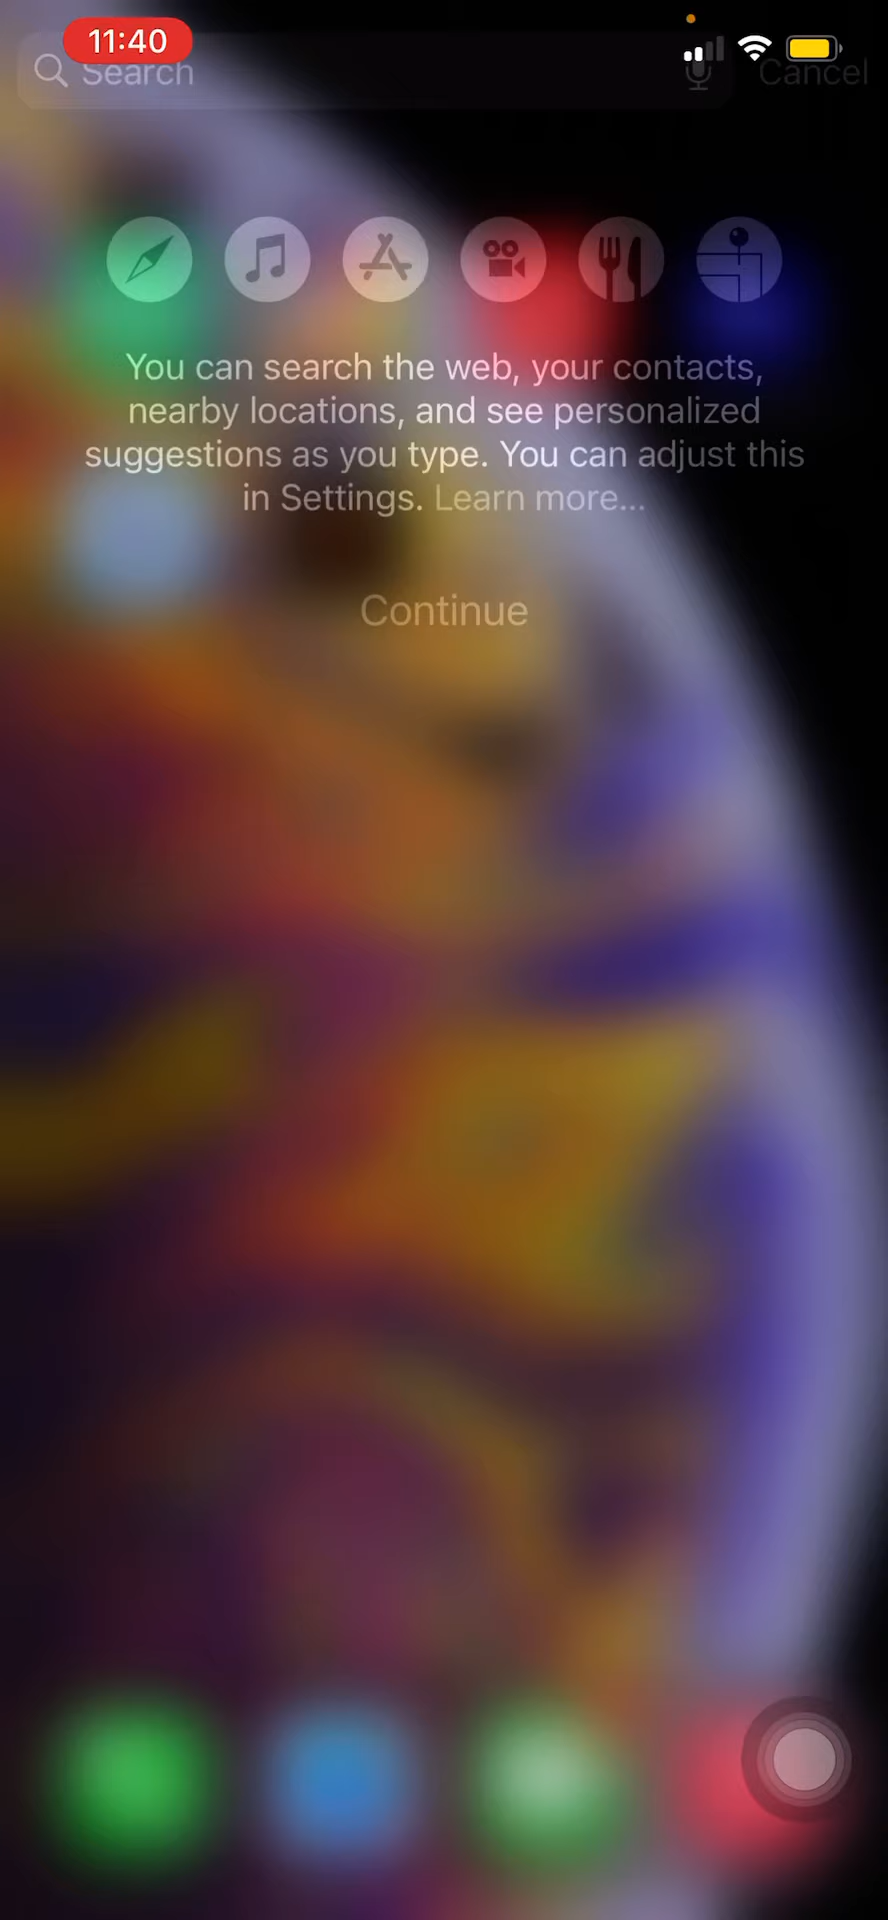 11:40
Search
Cancel
You can search the web, your contacts,
nearby locations, and see personalized
suggestions as you type. You can adjust this
in Settings. Learn more...
Continue